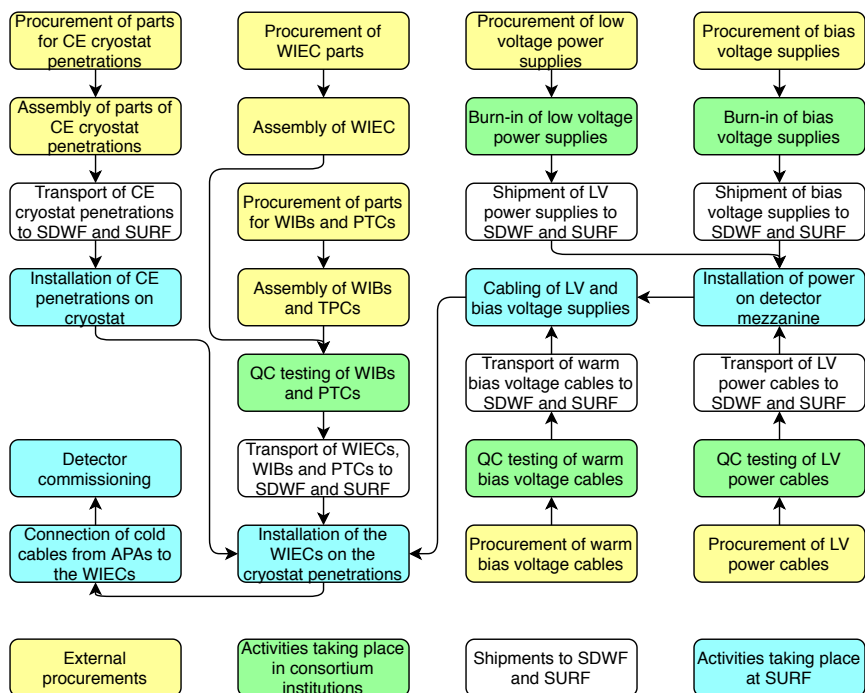 Procurement of parts
for CE cryostat
penetrations
Procurement of
WIEC parts
Procurement of low
voltage power
supplies
Procurement of bias
voltage supplies
Assembly of parts of
CE cryostat
penetrations
Assembly of WIEC
Burn-in of low voltage
power supplies
Burn-in of bias
voltage supplies
Transport of CE
cryostat penetrations
to SDWF and SURF
Procurement of parts
for WIBs and PTCs
Shipment of LV
power supplies to
SDWF and SURF
Shipment of bias
voltage supplies to
SDWF and SURF
Installation of CE
penetrations on
cryostat
Assembly of WIBs
and TPCs
Cabling of LV and
bias voltage supplies
Installation of power
on detector
mezzanine
QC testing of WIBs
and PTCs
Transport of warm
bias voltage cables to
SDWF and SURF
Transport of LV
power cables to
SDWF and SURF
Detector
commissioning
Transport of WIECs,
WIBs and PTCs to
SDWF and SURF
QC testing of warm
bias voltage cables
QC testing of LV
power cables
Connection of cold
cables from APAs to
the WIECs
Installation of the
WIECs on the
cryostat penetrations
Procurement of warm
bias voltage cables
Procurement of LV
power cables
External
procurements
Activities taking place
in consortium
institutions
Shipments to SDWF
and SURF
Activities taking place
at SURF